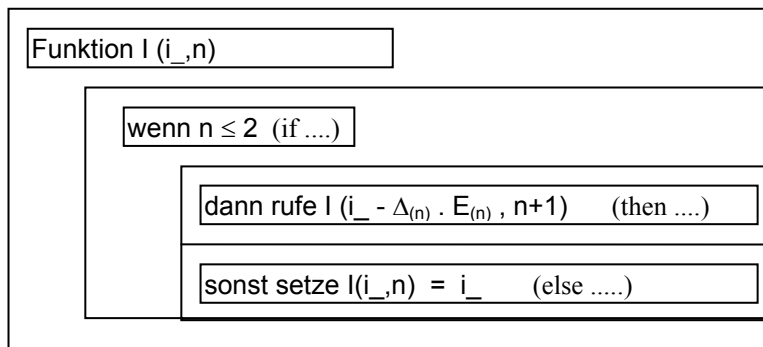 Funktion I (i_,n)
wenn n ≤ 2 (if ....)
dann rufe I (i_ - Δ(n) . E(n) , n+1) (then ....)
sonst setze I(i_,n) = i_ (else .....)